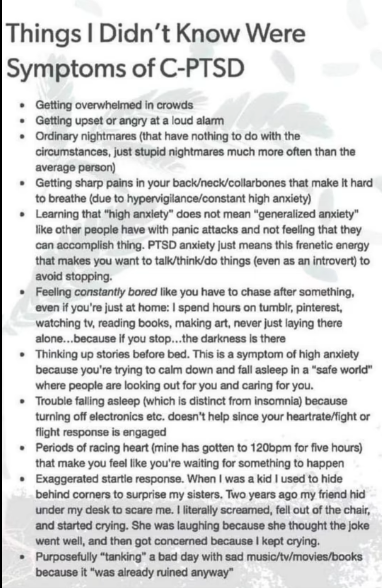 Things I Didn't Know Were
Symptoms of C-PTSD
• Getting overwhelmed in crowds
• Getting upset or angry at a loud alarm
• Ordinary nightmares (that have nothing to do with the
circumstances, just stupid nightmares much more often than the
average person)
• Getting sharp pains in your back/neck/collarbones that make it hard
to breathe (due to hypervigilance/constant high anxiety)
• Learning that "high anxiety" does not mean "generalized anxiety"
like other people have with panic attacks and not feeling that they
can accomplish thing. PTSD anxiety just means this frenetic energy
that makes you want to talk/think/do things (even as an introvert) to
avoid stopping.
• Feeling constantly bored like you have to chase after something,
even if you're just at home: I spend hours on tumblr, pinterest,
watching tv, reading books, making art, never just laying there
alone...because if you stop...the darkness is there
• Thinking up stories before bed. This is a symptom of high anxiety
because you're trying to calm down and fall asleep in a "safe world"
where people are looking out for you and caring for you.
• Trouble falling asleep (which is distinct from insomnia) because
turning off electronics etc. doesn't help since your heartrate/fight or
flight response is engaged
• Periods of racing heart (mine has gotten to 120bpm for five hours)
that make you feel like you're waiting for something to happen
• Exaggerated startle response. When I was a kid I used to hide
behind corners to surprise my sisters. Two years ago my friend hid
under my desk to scare me. I literally screamed, fell out of the chair,
and started crying. She was laughing because she thought the joke
went well, and then got concerned because I kept crying.
• Purposefully "tanking" a bad day with sad music/tv/movies/books
because it "was already ruined anyway"